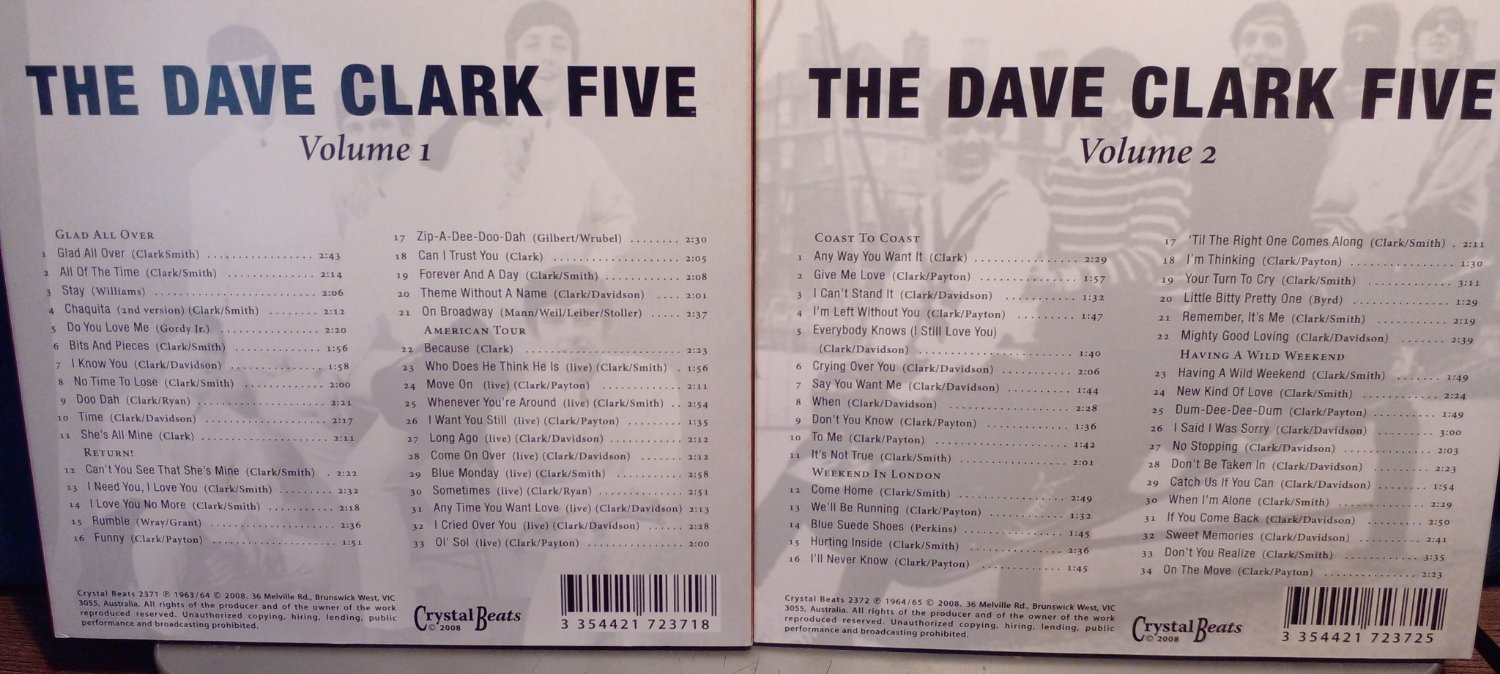 THE DAVE CLARK FIVE
Volume 1
GLAD ALL OVER
1 Glad All Over (ClarkSmith) ................ 2:43
2 All Of The Time (Clark/Smith) ............... 2:14
3 Stay (Williams) ........................... 2:06
4 Chaquita (2nd version) (Clark/Smith) ....... 2:12
5 Do You Love Me (Gordy Jr.) ................ 2:20
6 Bits And Pieces (Clark/Smith) ............... 1:56
7 I Know You (Clark/Davidson) ............... 1:58
8 No Time To Lose (Clark/Smith) ............. 2:00
9 Doo Dah (Clark/Ryan) .................... 2:21
10 Time (Clark/Davidson) .................... 2:17
11 She's All Mine (Clark) .................... 2:11
RETURN!
12 Can't You See That She's Mine (Clark/Smith) . 2:22
13 I Need You, I Love You (Clark/Smith) ........ 2:32
14 I Love You No More (Clark/Smith) .......... 2:18
15 Rumble (Wray/Grant) ..................... 2:36
16 Funny (Clark/Payton) ..................... 1:51
17 Zip-A-Dee-Doo-Dah (Gilbert/Wrubel) ........ 2:30
18 Can I Trust You (Clark) .................... 2:05
19 Forever And A Day (Clark/Smith) ........... 2:08
20 Theme Without A Name (Clark/Davidson) .... 2:01
21 On Broadway (Mann/Weil/Leiber/Stoller) ..... 2:37
AMERICAN TOUR
22 Because (Clark) ......................... 2:23
23 Who Does He Think He Is (live) (Clark/Smith) . 1:56
24 Move On (live) (Clark/Payton) .............. 2:11
25 Whenever You're Around (live) (Clark/Smith) .. 2:54
26 I Want You Still (live) (Clark/Payton) ......... 1:35
27 Long Ago (live) (Clark/Davidson) ............ 2:12
28 Come On Over (live) (Clark/Davidson) ........ 2:12
29 Blue Monday (live) (Clark/Smith) ............ 2:58
30 Sometimes (live) (Clark/Ryan) .............. 2:51
31 Any Time You Want Love (live) (Clark/Davidson) 2:13
32 I Cried Over You (live) (Clark/Davidson) ...... 2:28
33 Ol' Sol (live) (Clark/Payton) ................ 2:00
Crystal Beats 2371 ℗ 1963/64 © 2008. 36 Melville Rd., Brunswick West, VIC
3055, Australia. All rights of the producer and of the owner of the work
reproduced reserved. Unauthorized copying, hiring, lending, public
performance and broadcasting prohibited.
Crystal Beats
© 2008
3 354421 723718
THE DAVE CLARK FIVE
Volume 2
COAST TO COAST
1 Any Way You Want It (Clark) ................ 2:29
2 Give Me Love (Clark/Payton) ................ 1:57
3 I Can't Stand It (Clark/Davidson) ............. 1:32
4 I'm Left Without You (Clark/Payton) .......... 1:47
5 Everybody Knows (I Still Love You)
(Clark/Davidson) ........................ 1:40
6 Crying Over You (Clark/Davidson) ............ 2:06
7 Say You Want Me (Clark/Davidson) .......... 1:44
8 When (Clark/Davidson) .................... 2:28
9 Don't You Know (Clark/Payton) .............. 1:36
10 To Me (Clark/Payton) ..................... 1:42
11 It's Not True (Clark/Smith) ................. 2:01
WEEKEND IN LONDON
12 Come Home (Clark/Smith) ................. 2:49
13 We'll Be Running (Clark/Payton) ............. 1:32
14 Blue Suede Shoes (Perkins) ................ 1:45
15 Hurting Inside (Clark/Smith) ................ 2:36
16 I'll Never Know (Clark/Payton) .............. 1:45
17 'Til The Right One Comes Along (Clark/Smith) . 2:11
18 I'm Thinking (Clark/Payton) ................. 1:30
19 Your Turn To Cry (Clark/Smith) .............. 3:11
20 Little Bitty Pretty One (Byrd) ................ 1:29
21 Remember, It's Me (Clark/Smith) ............ 2:19
22 Mighty Good Loving (Clark/Davidson) ........ 2:39
HAVING A WILD WEEKEND
23 Having A Wild Weekend (Clark/Smith) ....... 1:49
24 New Kind Of Love (Clark/Smith) ............. 2:24
25 Dum-Dee-Dee-Dum (Clark/Payton) .......... 1:49
26 I Said I Was Sorry (Clark/Davidson) .......... 3:00
27 No Stopping (Clark/Davidson) .............. 2:03
28 Don't Be Taken In (Clark/Davidson) .......... 2:23
29 Catch Us If You Can (Clark/Davidson) ........ 1:54
30 When I'm Alone (Clark/Smith) .............. 2:29
31 If You Come Back (Clark/Davidson) .......... 2:50
32 Sweet Memories (Clark/Davidson) .......... 2:41
33 Don't You Realize (Clark/Smith) ............. 3:35
34 On The Move (Clark/Payton) ............... 2:23
Crystal Beats 2372 ℗ 1964/65 © 2008. 36 Melville Rd., Brunswick West, VIC
3055, Australia. All rights of the producer and of the owner of the work
reproduced reserved. Unauthorized copying, hiring, lending, public
performance and broadcasting prohibited.
Crystal Beats
© 2008
3 354421 723725